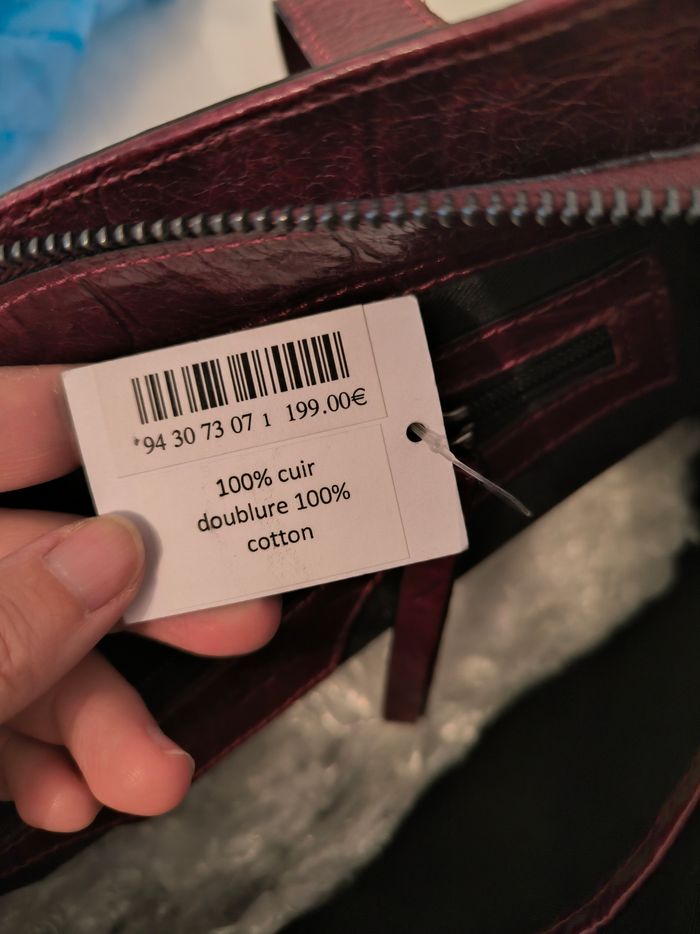 *94 30 73 07 1 199.00€
100% cuir
doublure 100%
cotton